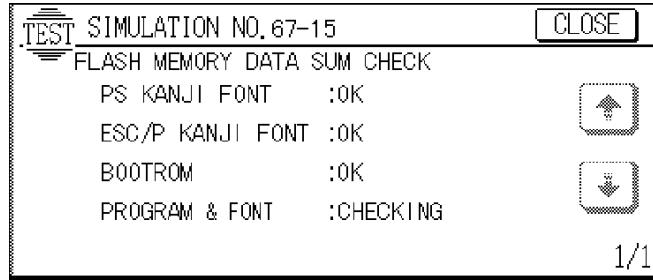 TEST SIMULATION NO.67-15 CLOSE
FLASH MEMORY DATA SUM CHECK
PS KANJI FONT :OK
ESC/P KANJI FONT :OK
BOOTROM :OK
PROGRAM & FONT :CHECKING
1/1